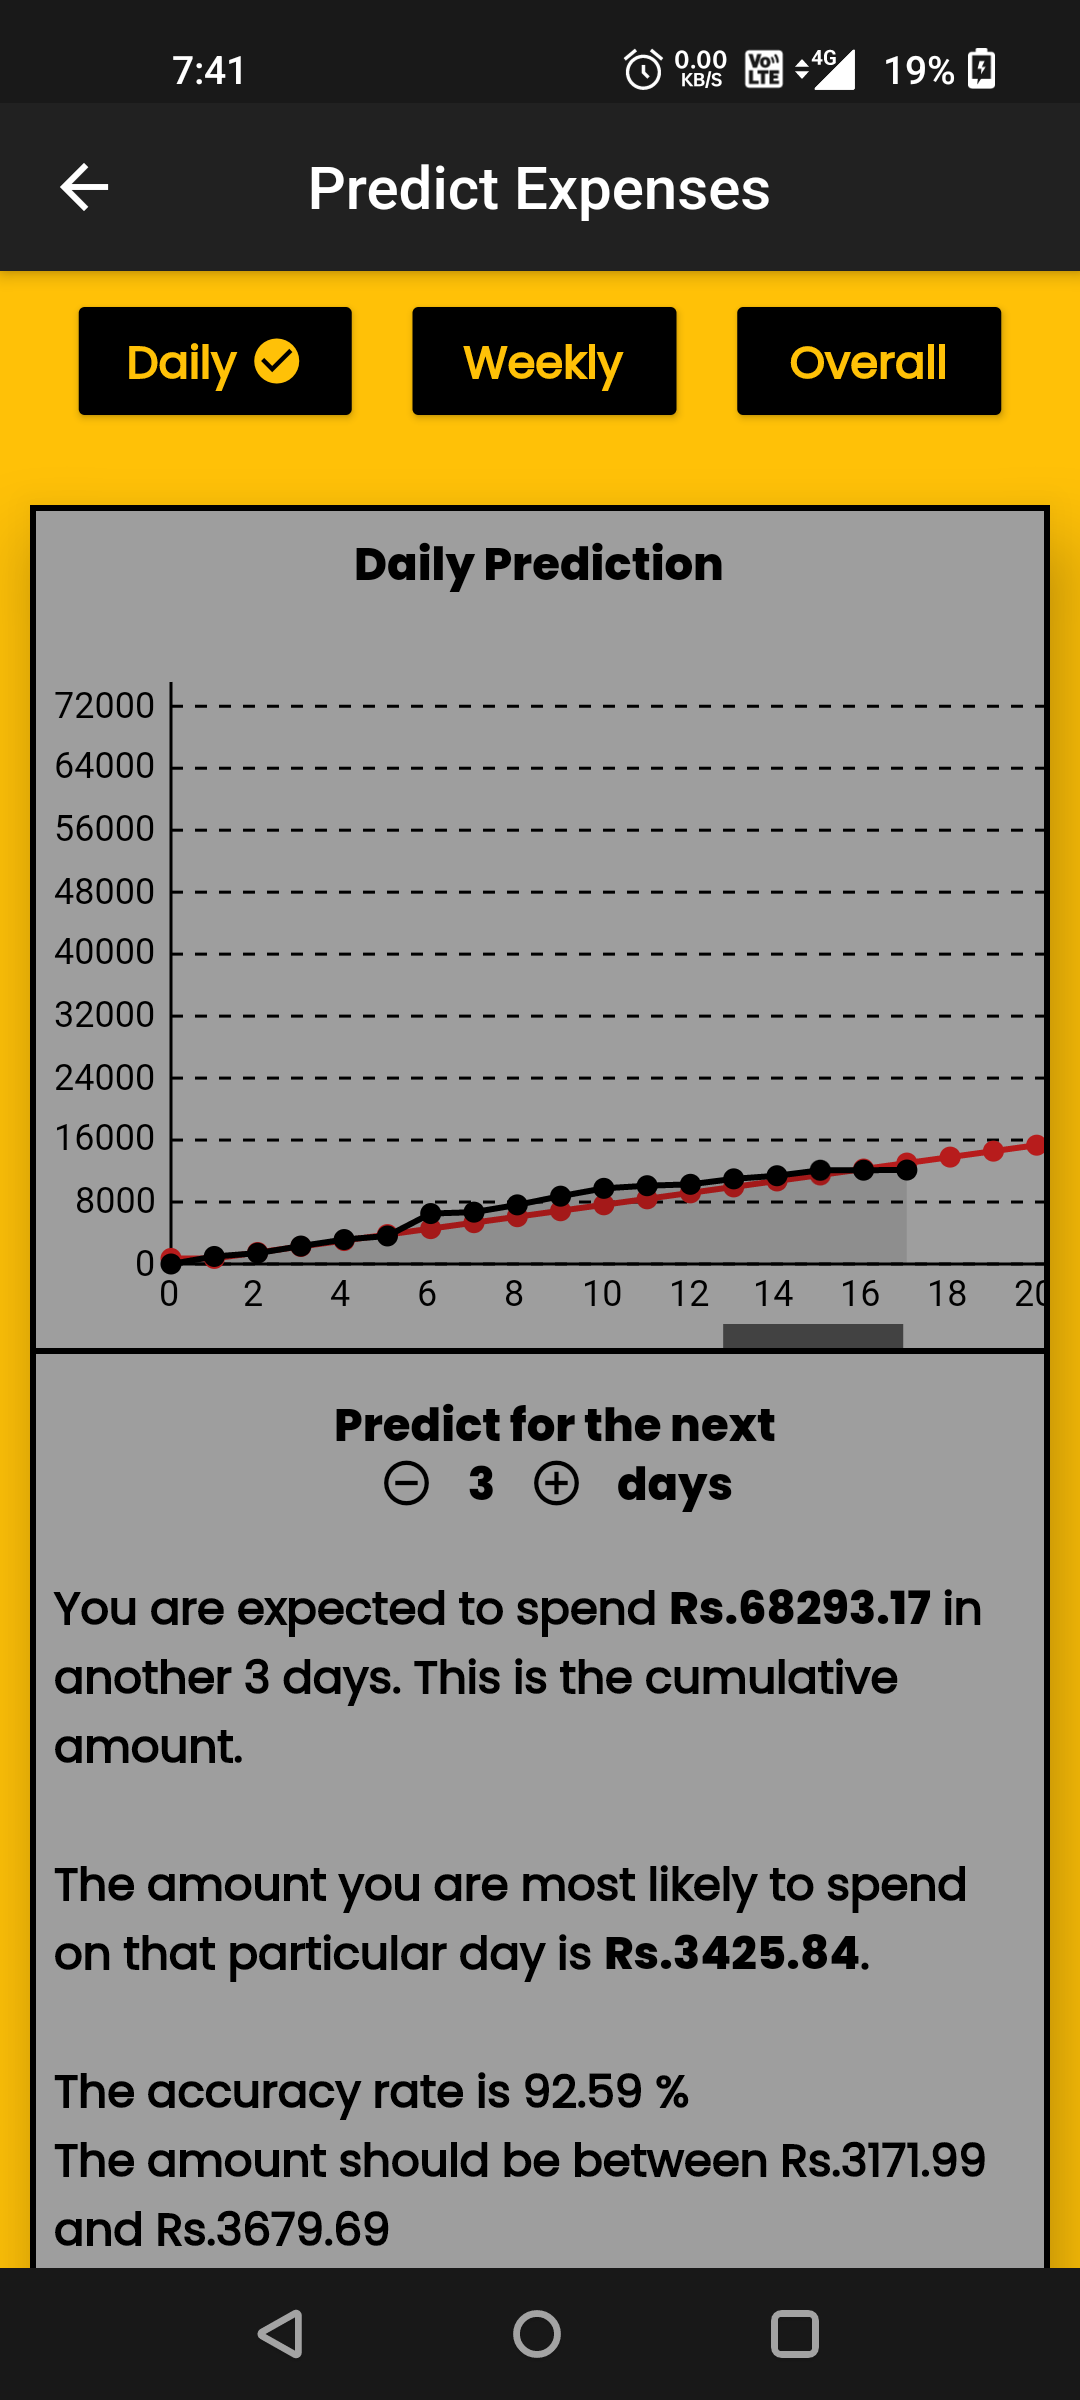 7:41 0.00 KB/S Vo)) LTE 4G 19%
Predict Expenses
Daily Weekly Overall
Daily Prediction
72000
64000
56000
48000
40000
32000
24000
16000
8000
0
0 2 4 6 8 10 12 14 16 18 20
Predict for the next
3 days
You are expected to spend Rs.68293.17 in
another 3 days. This is the cumulative
amount.
The amount you are most likely to spend
on that particular day is Rs.3425.84.
The accuracy rate is 92.59 %
The amount should be between Rs.3171.99
and Rs.3679.69